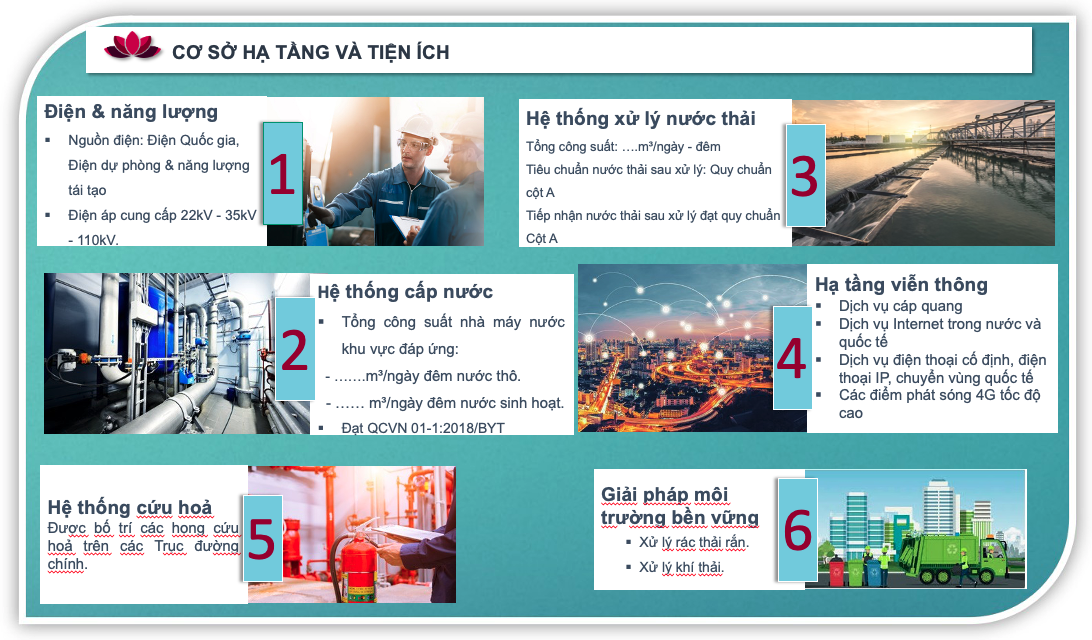 CƠ SỞ HẠ TẦNG VÀ TIỆN ÍCH
Điện & năng lượng
▪ Nguồn điện: Điện Quốc gia,
Điện dự phòng & năng lượng
tái tạo
▪ Điện áp cung cấp 22kV - 35kV
- 110kV.
1
Hệ thống cấp nước
▪ Tổng công suất nhà máy nước
khu vực đáp ứng:
- …….m³/ngày đêm nước thô.
- …… m³/ngày đêm nước sinh hoạt.
▪ Đạt QCVN 01-1:2018/BYT
2
Hệ thống xử lý nước thải
Tổng công suất: ….m³/ngày - đêm
Tiêu chuẩn nước thải sau xử lý: Quy chuẩn
cột A
Tiếp nhận nước thải sau xử lý đạt quy chuẩn
Cột A
3
Hạ tầng viễn thông
▪ Dịch vụ cáp quang
▪ Dịch vụ Internet trong nước và
quốc tế
▪ Dịch vụ điện thoại cố định, điện
thoại IP, chuyển vùng quốc tế
▪ Các điểm phát sóng 4G tốc độ
cao
4
Hệ thống cứu hoả
Được bố trí các họng cứu
hoả trên các Trục đường
chính.
5
Giải pháp môi
trường bền vững
▪ Xử lý rác thải rắn.
▪ Xử lý khí thải.
6